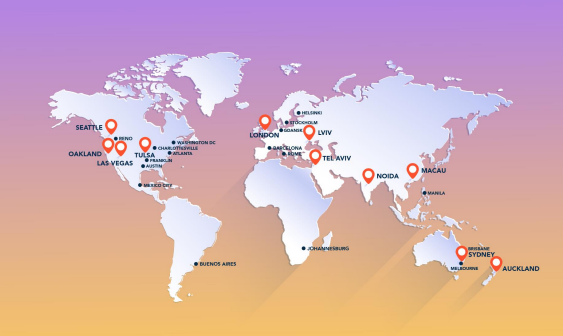 HELSINKI
STOCKHOLM
SEATTLE
GDANSK
LVIV
LONDON
RENO
WASHINGTON DC
CHARLOTTESVILLE
BARCELONA
OAKLAND
TULSA
ATLANTA
ROME
TEL AVIV
LAS VEGAS
FRANKLIN
AUSTIN
MACAU
NOIDA
MEXICO CITY
MANILA
JOHANNESBURG
BRISBANE
SYDNEY
BUENOS AIRES
MELBOURNE
AUCKLAND